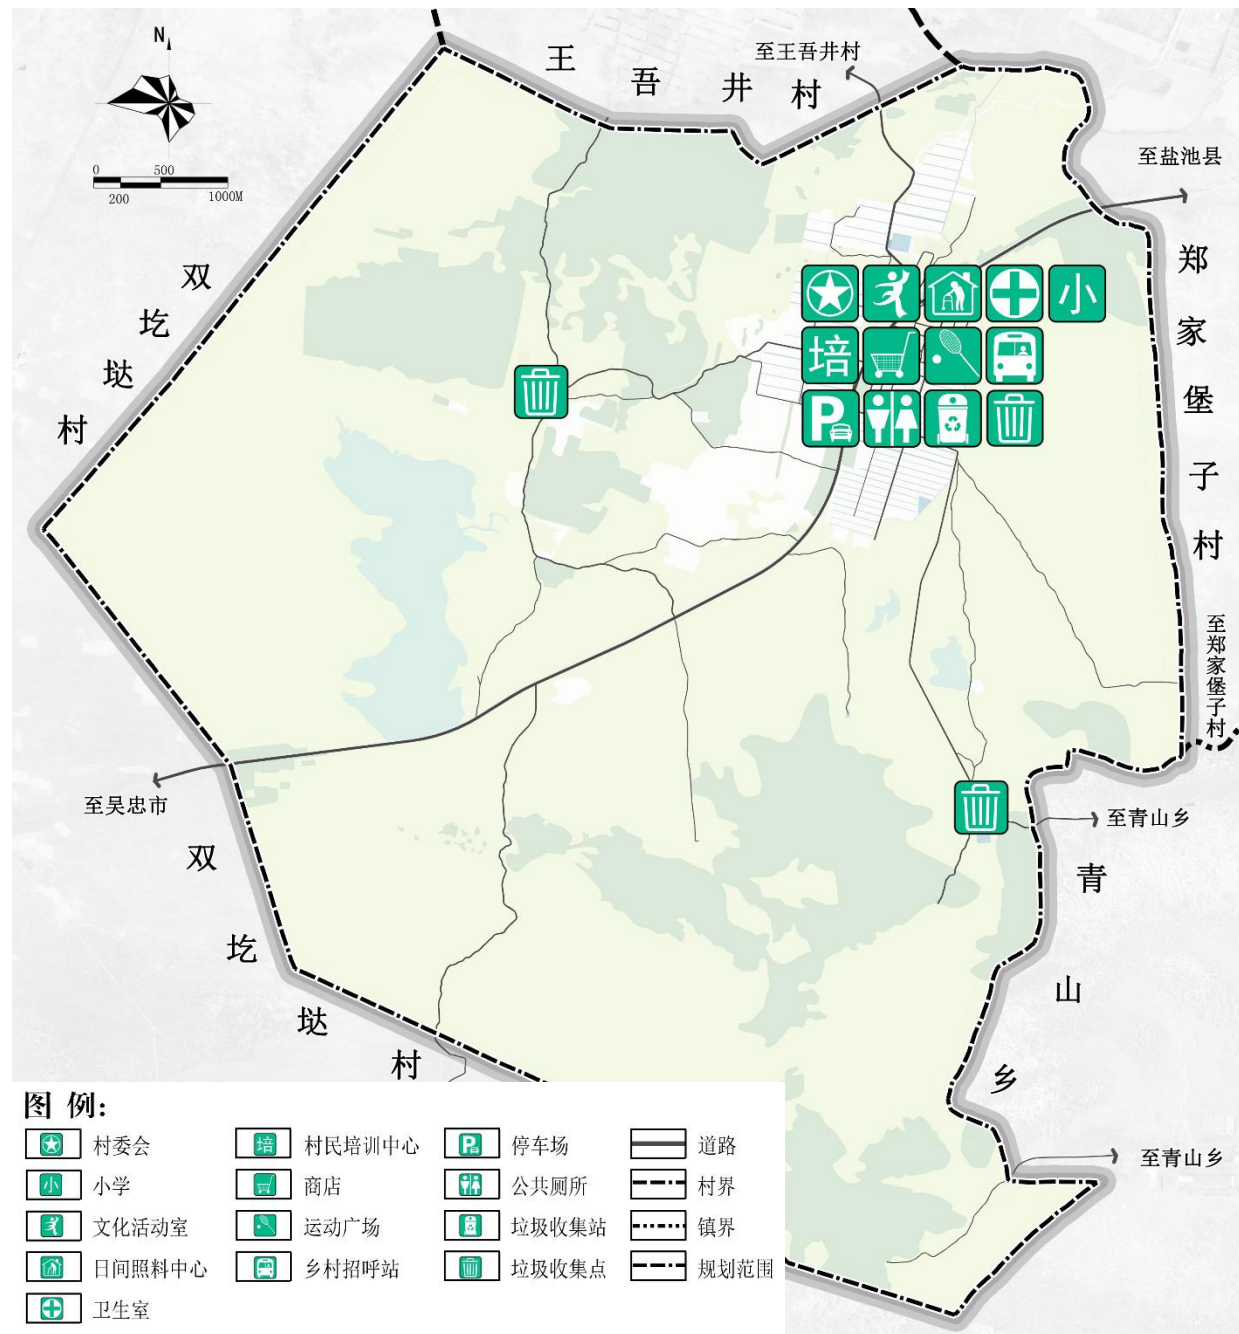 N
0 500
200 1000M
王吾井村
至王吾井村
至盐池县
双圪垯村
郑家堡子村
小
培
P
至郑家堡子村
至吴忠市
至青山乡
双圪垯村
青山乡
至青山乡
图 例:
村委会
培 村民培训中心
P 停车场
道路
小 小学
商店
公共厕所
村界
文化活动室
运动广场
垃圾收集站
镇界
日间照料中心
乡村招呼站
垃圾收集点
规划范围
卫生室